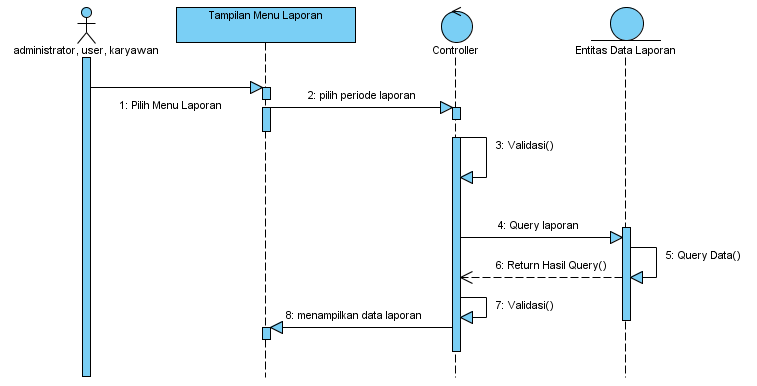 Tampilan Menu Laporan
administrator, user, karyawan
Controller
Entitas Data Laporan
1: Pilih Menu Laporan
2: pilih periode laporan
3: Validasi()
4: Query laporan
5: Query Data()
6: Return Hasil Query()
7: Validasi()
8: menampilkan data laporan